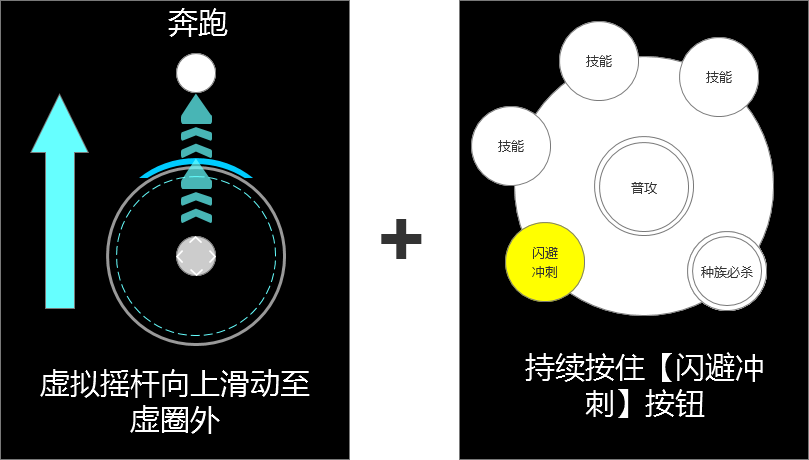 奔跑
虚拟摇杆向上滑动至
虚圈外
技能
技能
技能
普攻
闪避
冲刺
种族必杀
持续按住【闪避冲
刺】按钮